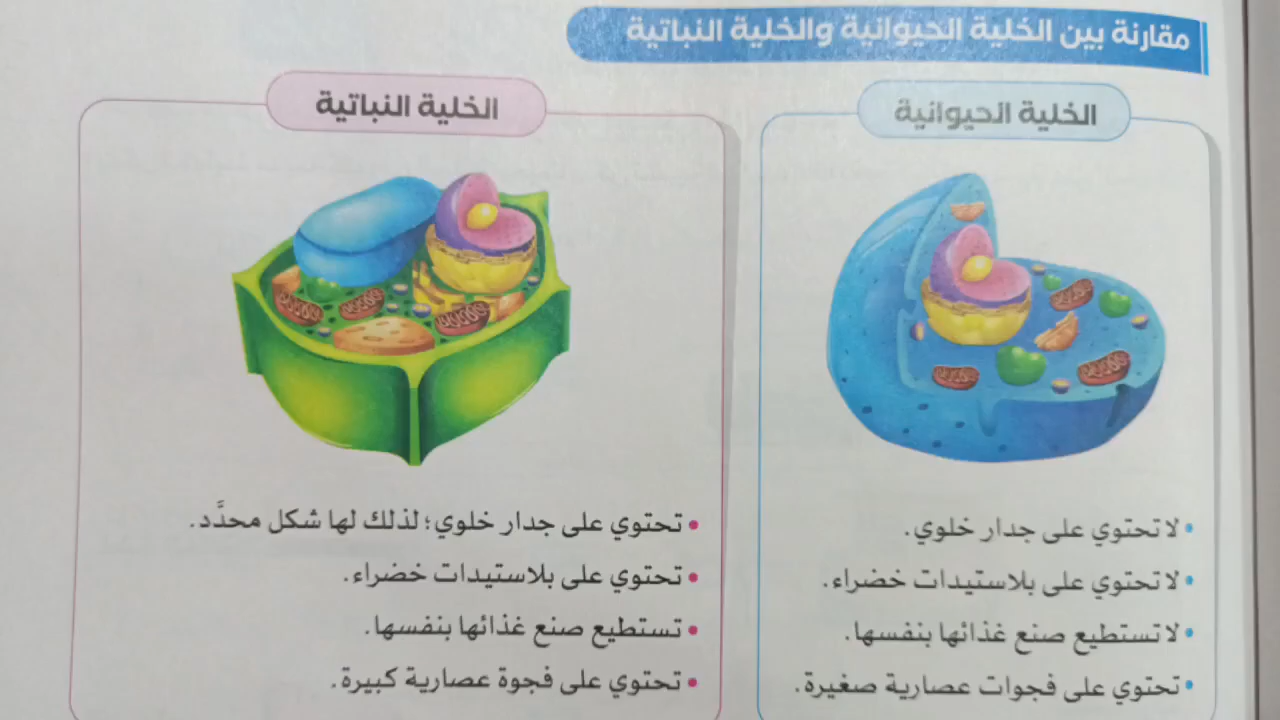 مقارنة بين الخلية الحيوانية والخلية النباتية
الخلية الحيوانية
• لا تحتوي على جدار خلوي.
• لا تحتوي على بلاستيدات خضراء.
• لا تستطيع صنع غذائها بنفسها.
• تحتوي على فجوات عصارية صغيرة.
الخلية النباتية
• تحتوي على جدار خلوي؛ لذلك لها شكل محدَّد.
• تحتوي على بلاستيدات خضراء.
• تستطيع صنع غذائها بنفسها.
• تحتوي على فجوة عصارية كبيرة.